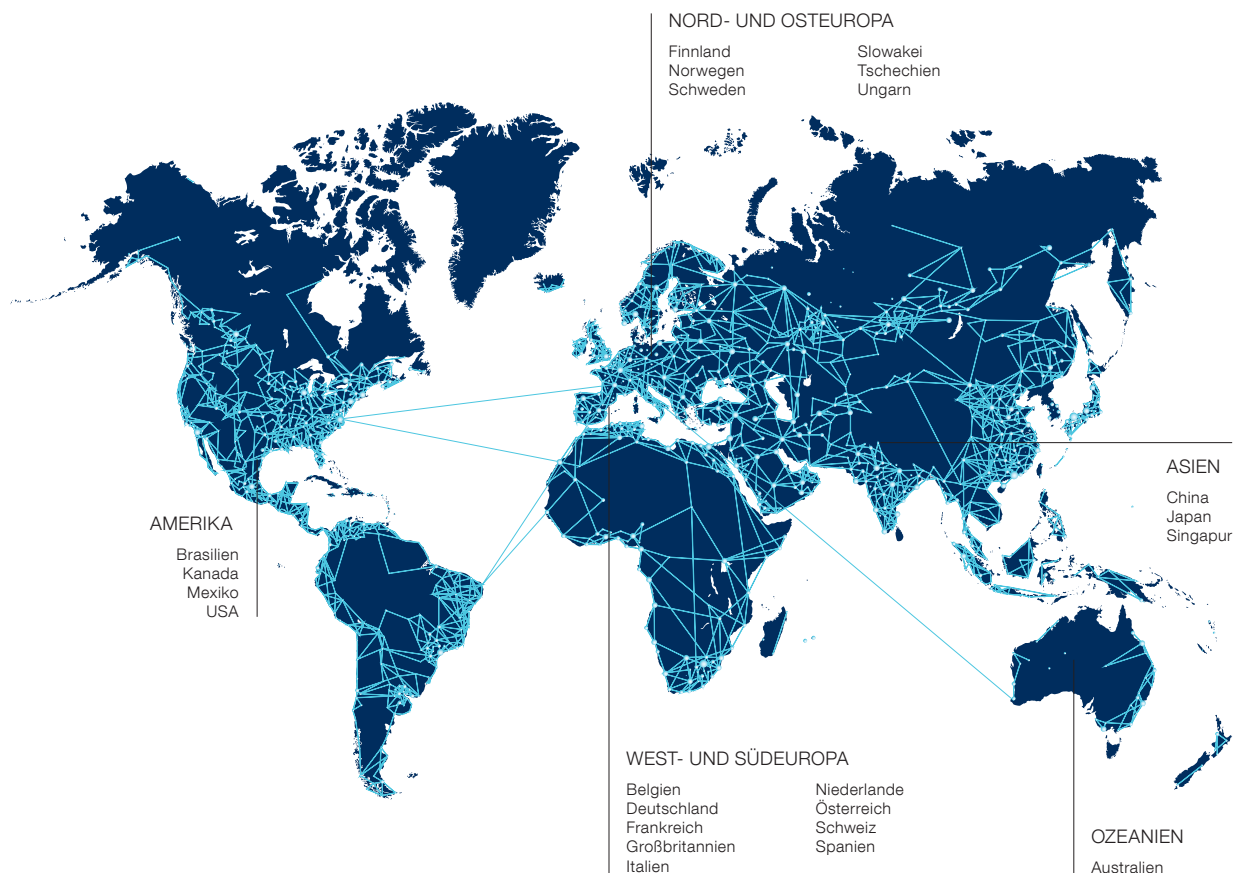 NORD- UND OSTEUROPA
Finnland
Norwegen
Schweden
Slowakei
Tschechien
Ungarn
ASIEN
China
Japan
Singapur
AMERIKA
Brasilien
Kanada
Mexiko
USA
WEST- UND SÜDEUROPA
Belgien
Deutschland
Frankreich
Großbritannien
Italien
Niederlande
Österreich
Schweiz
Spanien
OZEANIEN
Australien